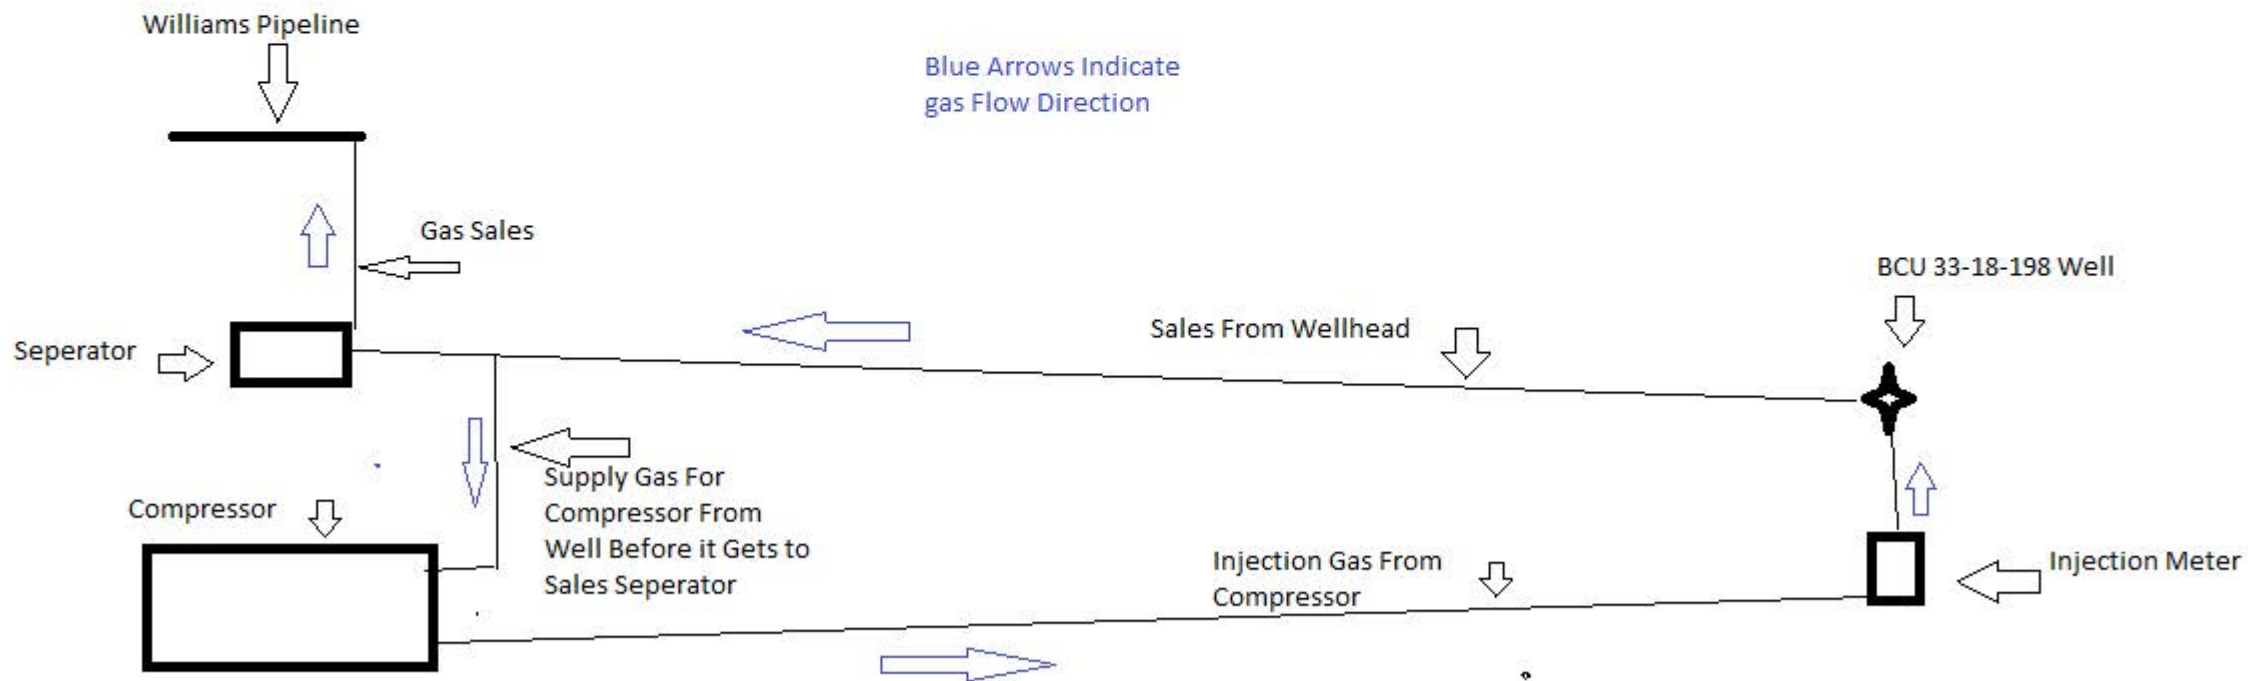 Williams Pipeline
Blue Arrows Indicate
gas Flow Direction
Gas Sales
BCU 33-18-198 Well
Sales From Wellhead
Seperator
Supply Gas For
Compressor From
Well Before it Gets to
Sales Seperator
Compressor
Injection Gas From
Compressor
Injection Meter